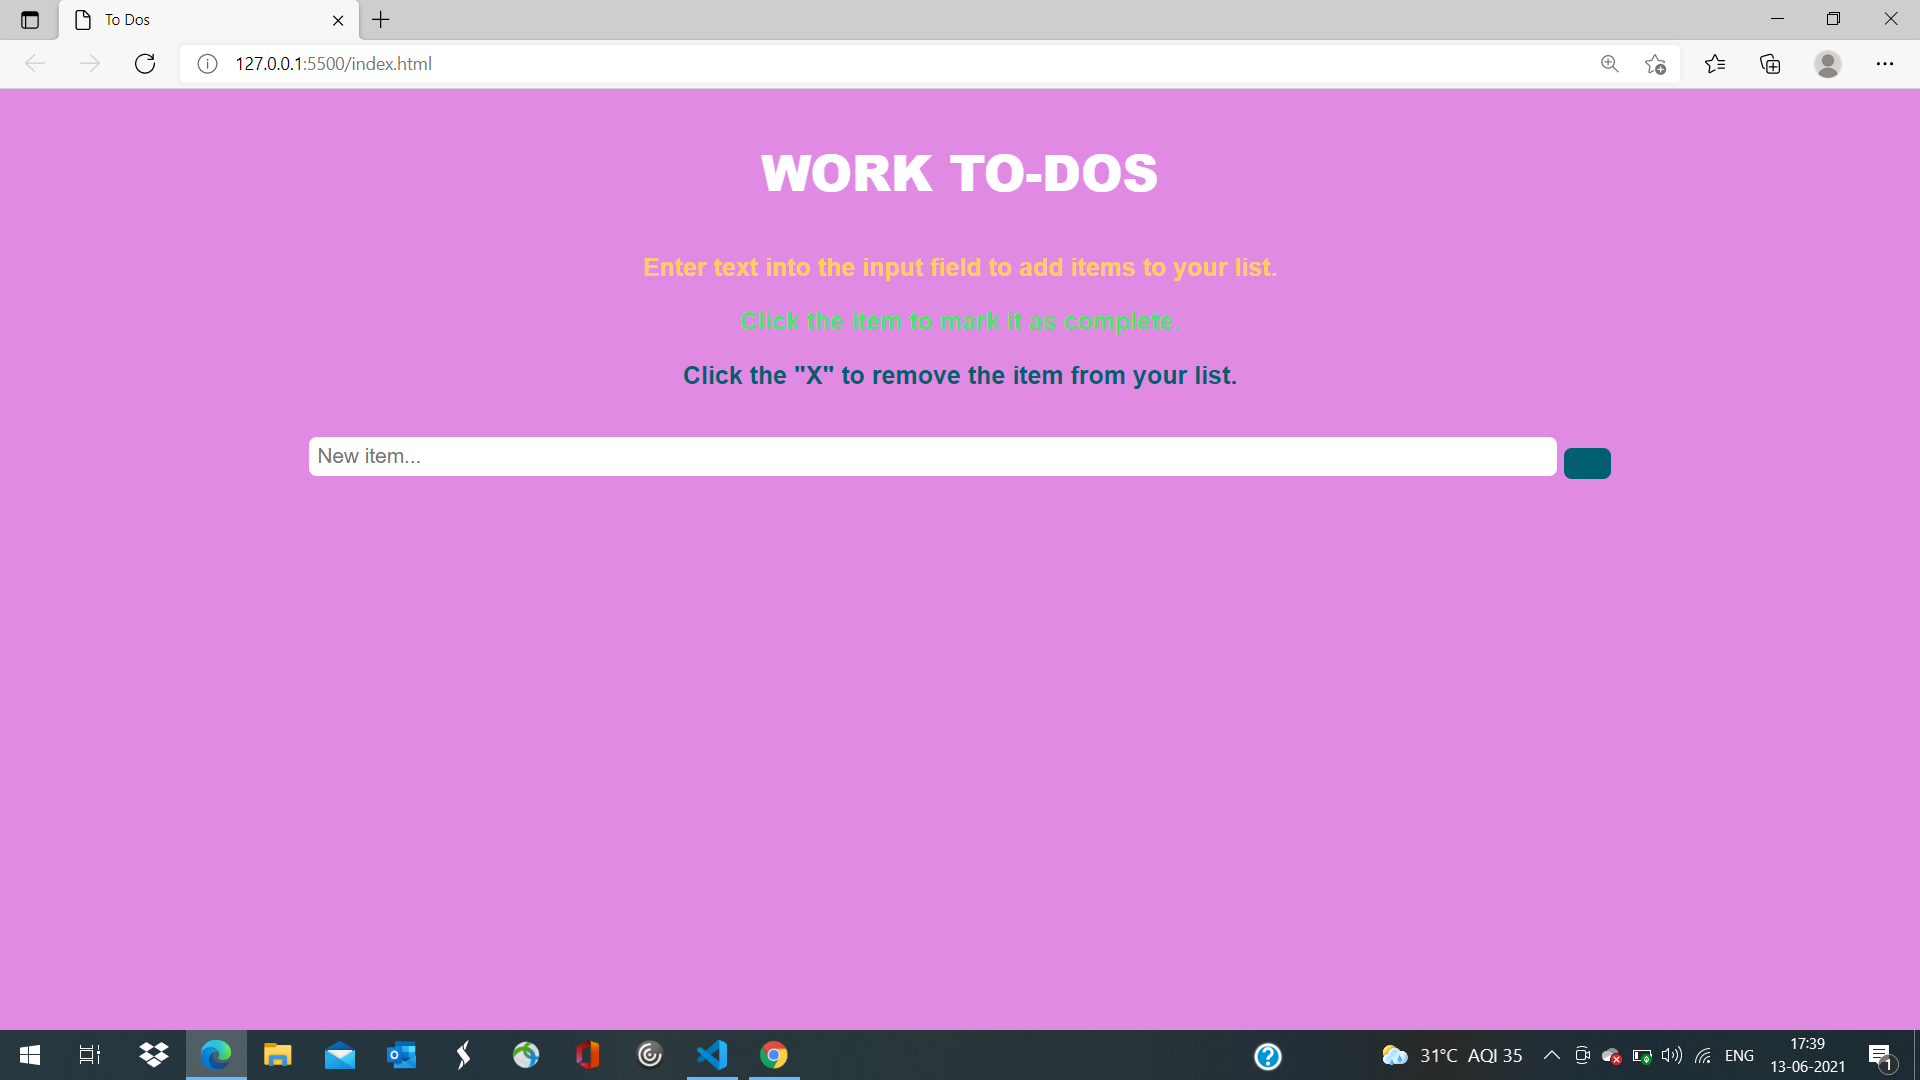 To Dos
127.0.0.1:5500/index.html
WORK TO-DOS
Enter text into the input field to add items to your list.
Click the item to mark it as complete.
Click the "X" to remove the item from your list.
New item...
31°C AQI 35
ENG
17:39
13-06-2021
1